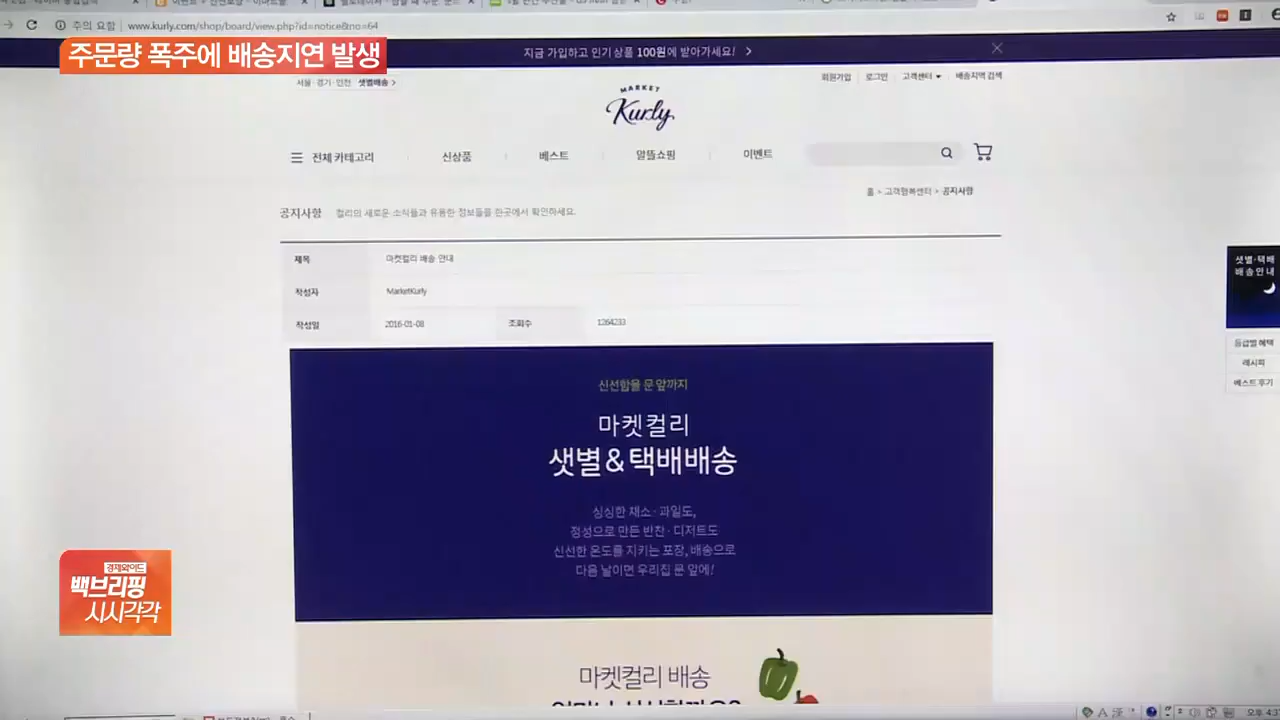 주의 요함 www.kurly.com/shop/board/view.php?id=notice&no=64
주문량 폭주에 배송지연 발생
지금 가입하고 인기상품 100원에 받아가세요!
서울·경기·인천 샛별배송
회원가입 로그인 고객센터 배송지역 검색
MARKET
Kurly
전체 카테고리 신상품 베스트 알뜰쇼핑 이벤트
홈 > 고객행복센터 > 공지사항
공지사항 컬리의 새로운 소식들과 유용한 정보들을 한곳에서 확인하세요.
제목 마켓컬리 배송 안내
작성자 MarketKurly
작성일 2016-01-08 조회수 1264233
샛별·택배
배송안내
등급별 혜택
레시피
베스트 후기
신선함을 문 앞까지
마켓컬리
샛별&택배배송
싱싱한 채소·과일도,
정성으로 만든 반찬·디저트도
신선한 온도를 지키는 포장, 배송으로
다음 날이면 우리집 문 앞에!
경제와이드
백브리핑
시시각각
마켓컬리 배송